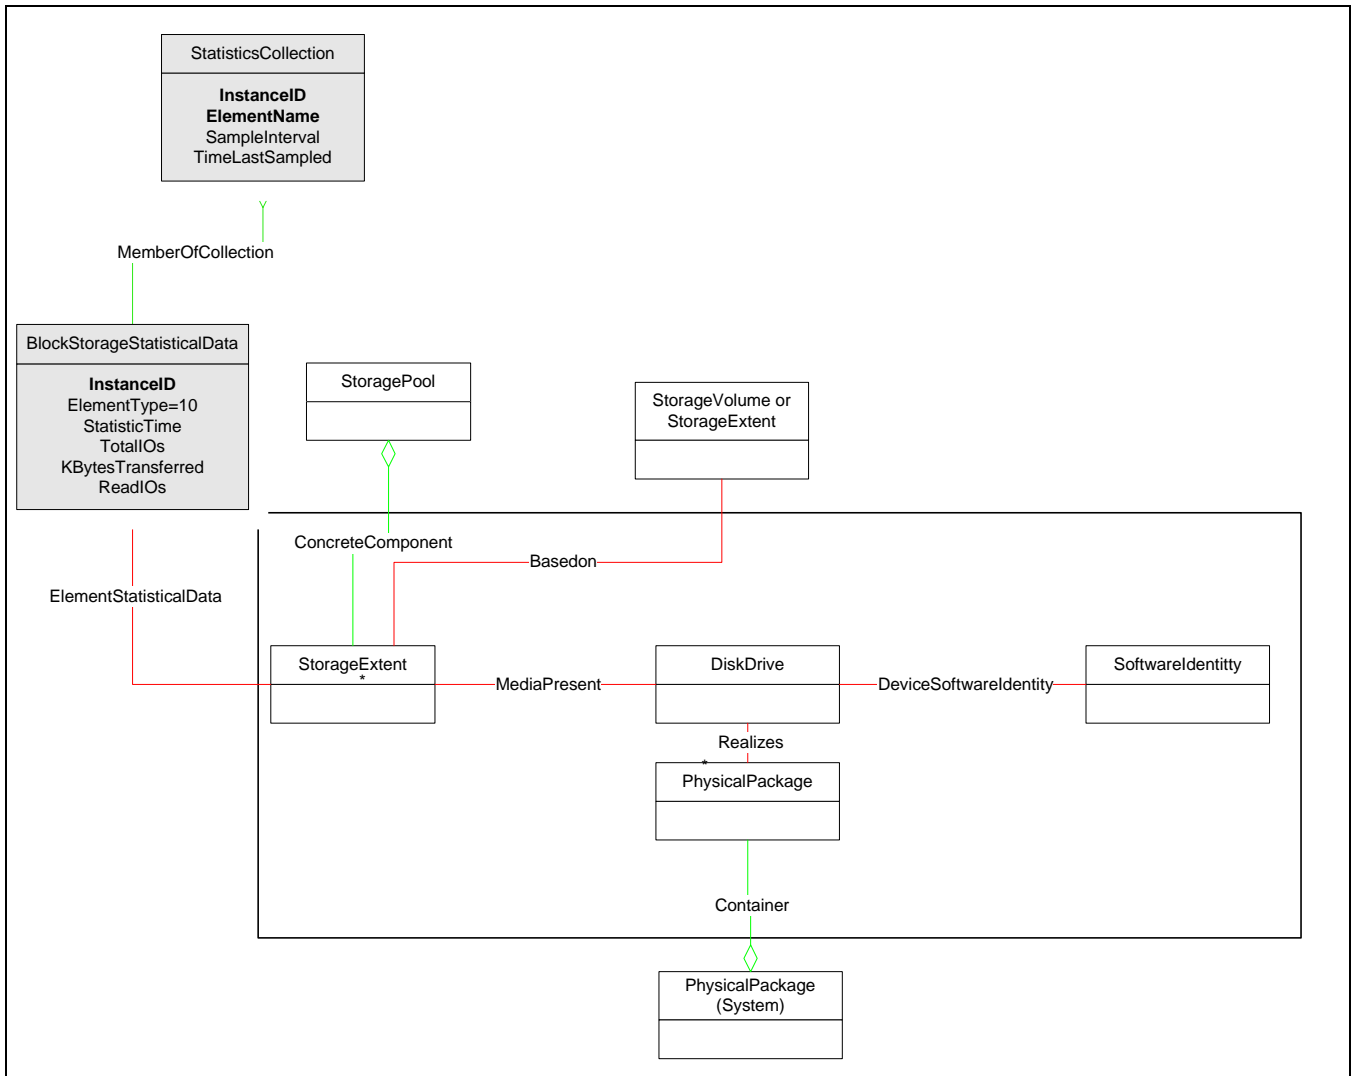 StatisticsCollection
InstanceID
ElementName
SampleInterval
TimeLastSampled
MemberOfCollection
BlockStorageStatisticalData
InstanceID
ElementType=10
StatisticTime
TotalIOs
KBytesTransferred
ReadIOs
StoragePool
StorageVolume or
StorageExtent
ConcreteComponent
Basedon
ElementStatisticalData
StorageExtent
*
MediaPresent
DiskDrive
DeviceSoftwareIdentity
SoftwareIdentitty
Realizes
*
PhysicalPackage
Container
PhysicalPackage
(System)